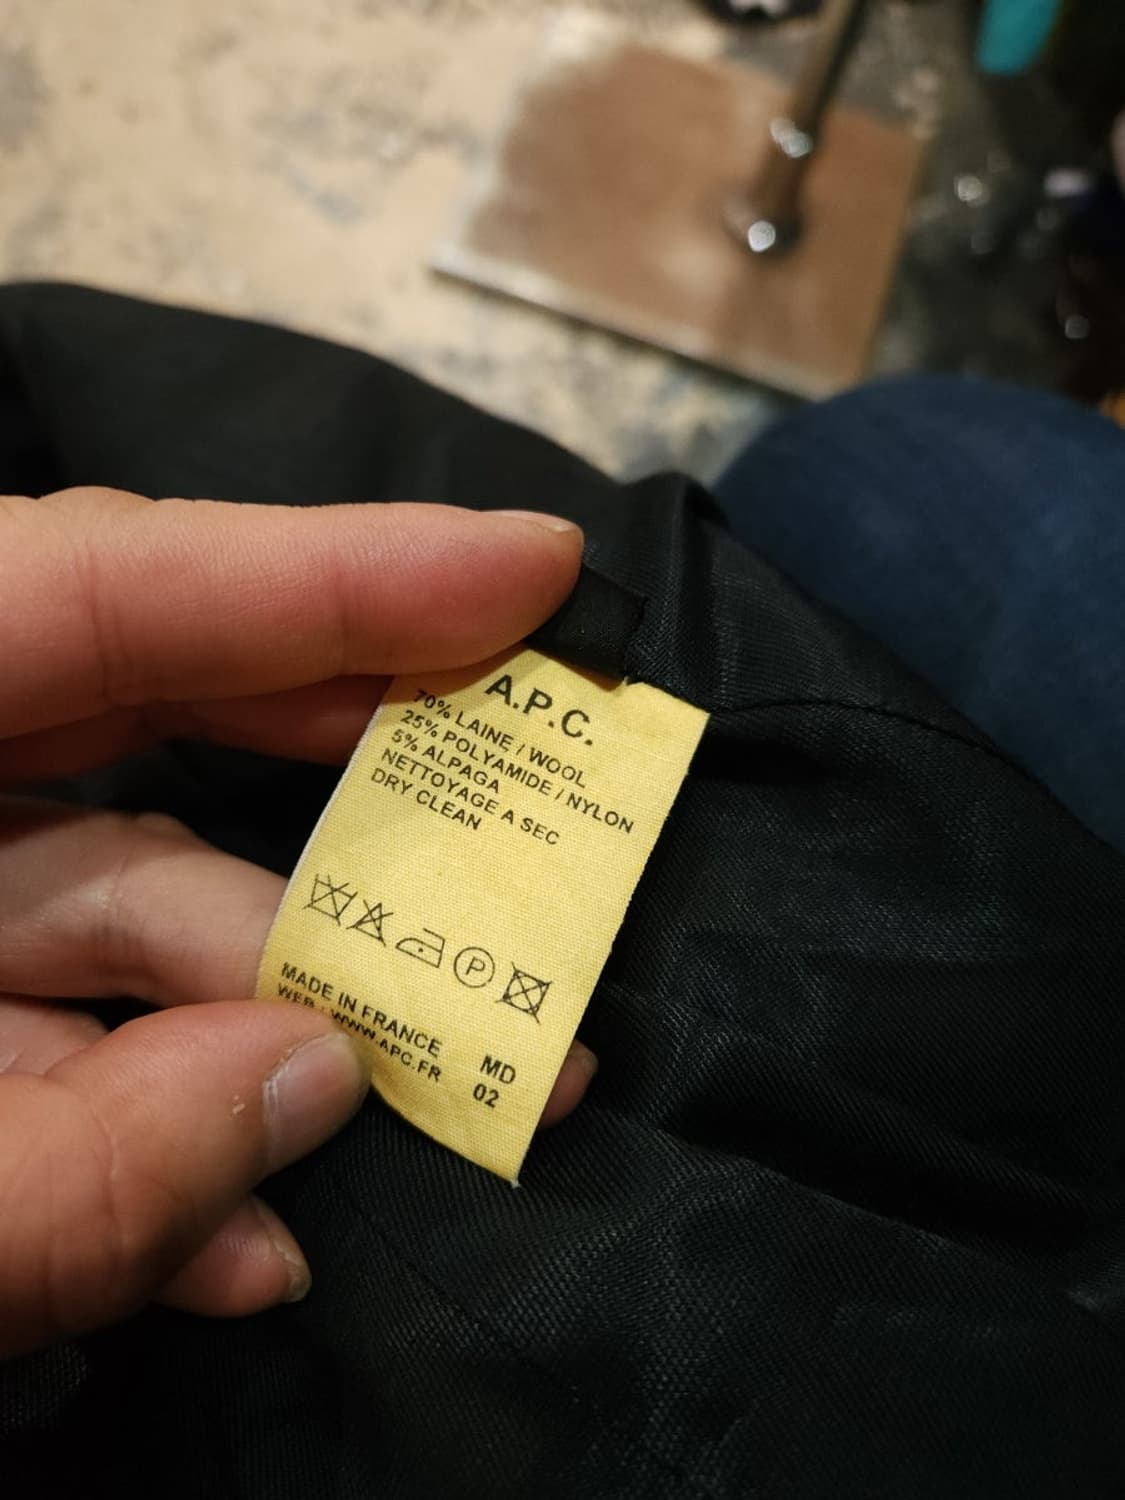 A.P.C.
70% LAINE / WOOL
25% POLYAMIDE / NYLON
5% ALPAGA
NETTOYAGE A SEC
DRY CLEAN
P
MADE IN FRANCE
WEB : WWW.APC.FR
MD
02